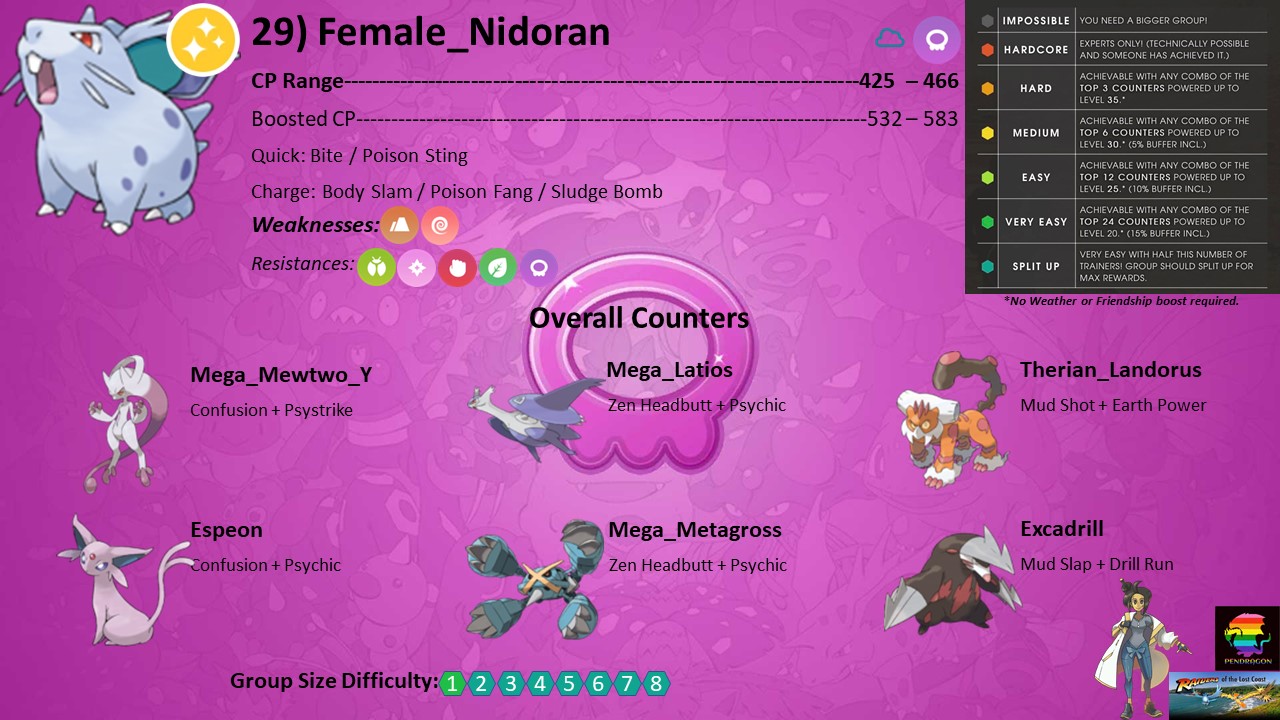 29) Female_Nidoran
CP Range--------------------------------------------------------------------------425 – 466
Boosted CP-------------------------------------------------------------------------532 – 583
Quick: Bite / Poison Sting
Charge: Body Slam / Poison Fang / Sludge Bomb
Weaknesses:
Resistances:
IMPOSSIBLE YOU NEED A BIGGER GROUP!
HARDCORE EXPERTS ONLY! (TECHNICALLY POSSIBLE
AND SOMEONE HAS ACHIEVED IT.)
HARD ACHIEVABLE WITH ANY COMBO OF THE
TOP 3 COUNTERS POWERED UP TO
LEVEL 35.*
MEDIUM ACHIEVABLE WITH ANY COMBO OF THE
TOP 6 COUNTERS POWERED UP TO
LEVEL 30.* (5% BUFFER INCL.)
EASY ACHIEVABLE WITH ANY COMBO OF THE
TOP 12 COUNTERS POWERED UP TO
LEVEL 25.* (10% BUFFER INCL.)
VERY EASY ACHIEVABLE WITH ANY COMBO OF THE
TOP 24 COUNTERS POWERED UP TO
LEVEL 20.* (15% BUFFER INCL.)
SPLIT UP VERY EASY WITH HALF THIS NUMBER OF
TRAINERS! GROUP SHOULD SPLIT UP FOR
MAX REWARDS.
*No Weather or Friendship boost required.
Overall Counters
Mega_Mewtwo_Y
Confusion + Psystrike
Mega_Latios
Zen Headbutt + Psychic
Therian_Landorus
Mud Shot + Earth Power
Espeon
Confusion + Psychic
Mega_Metagross
Zen Headbutt + Psychic
Excadrill
Mud Slap + Drill Run
Group Size Difficulty: 1 2 3 4 5 6 7 8
PENDRAGON
RAIDERS of the Lost Coast